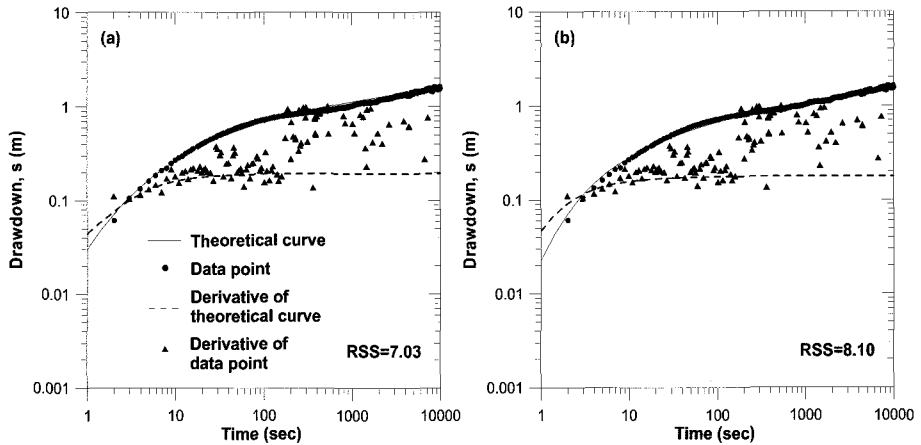 (a)
10
1
0.1
0.01
0.001
Drawdown, s (m)
Theoretical curve
Data point
Derivative of
theoretical curve
Derivative of
data point
RSS=7.03
1
10
100
1000
10000
Time (sec)
(b)
10
1
0.1
0.01
0.001
Drawdown, s (m)
RSS=8.10
1
10
100
1000
10000
Time (sec)